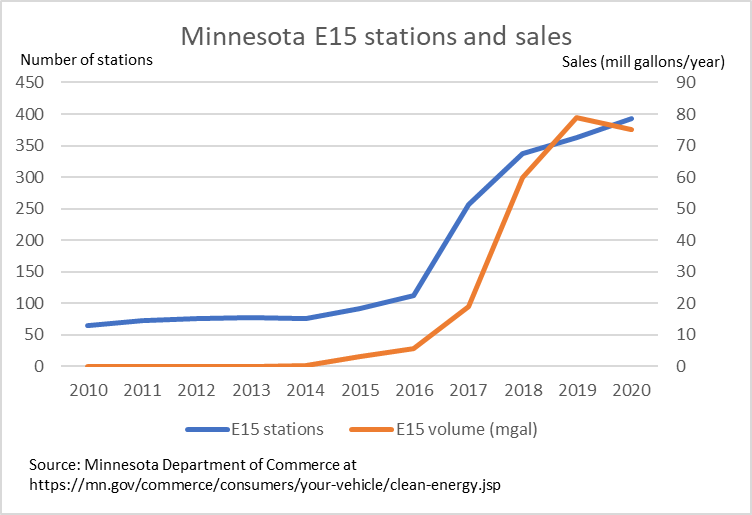 Minnesota E15 stations and sales
Number of stations
Sales (mill gallons/year)
450
400
350
300
250
200
150
100
50
0
90
80
70
60
50
40
30
20
10
0
2010 2011 2012 2013 2014 2015 2016 2017 2018 2019 2020
E15 stations E15 volume (mgal)
Source: Minnesota Department of Commerce at
https://mn.gov/commerce/consumers/your-vehicle/clean-energy.jsp